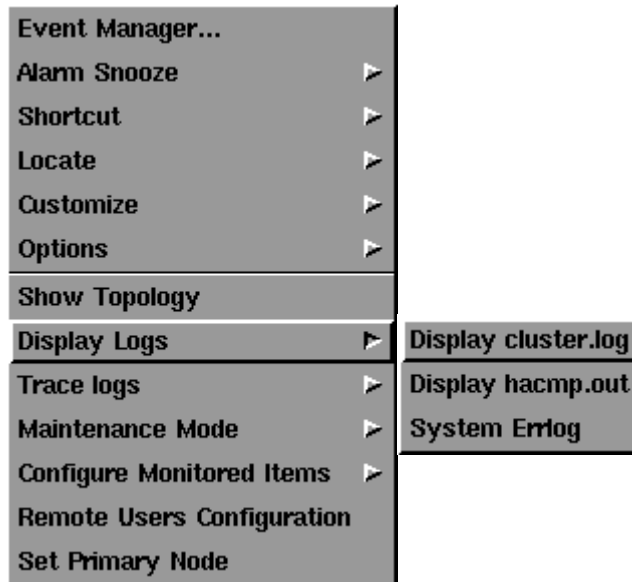 Event Manager...
Alarm Snooze
Shortcut
Locate
Customize
Options
Show Topology
Display Logs
Trace logs
Maintenance Mode
Configure Monitored Items
Remote Users Configuration
Set Primary Node
Display cluster.log
Display hacmp.out
System Errlog